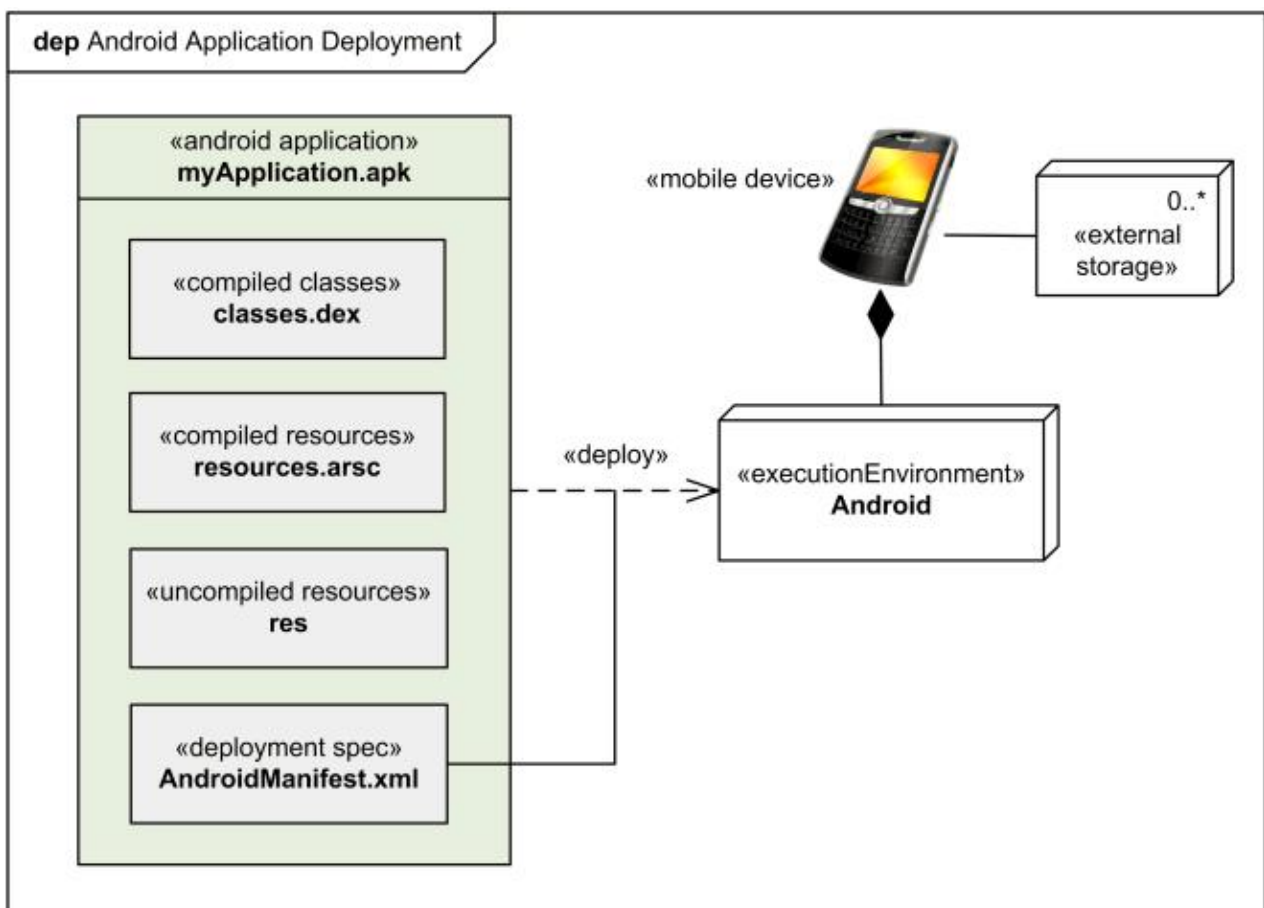 dep Android Application Deployment
«android application»
myApplication.apk
«compiled classes»
classes.dex
«compiled resources»
resources.arsc
«uncompiled resources»
res
«deployment spec»
AndroidManifest.xml
«deploy»
«mobile device»
0..*
«external
storage»
«executionEnvironment»
Android